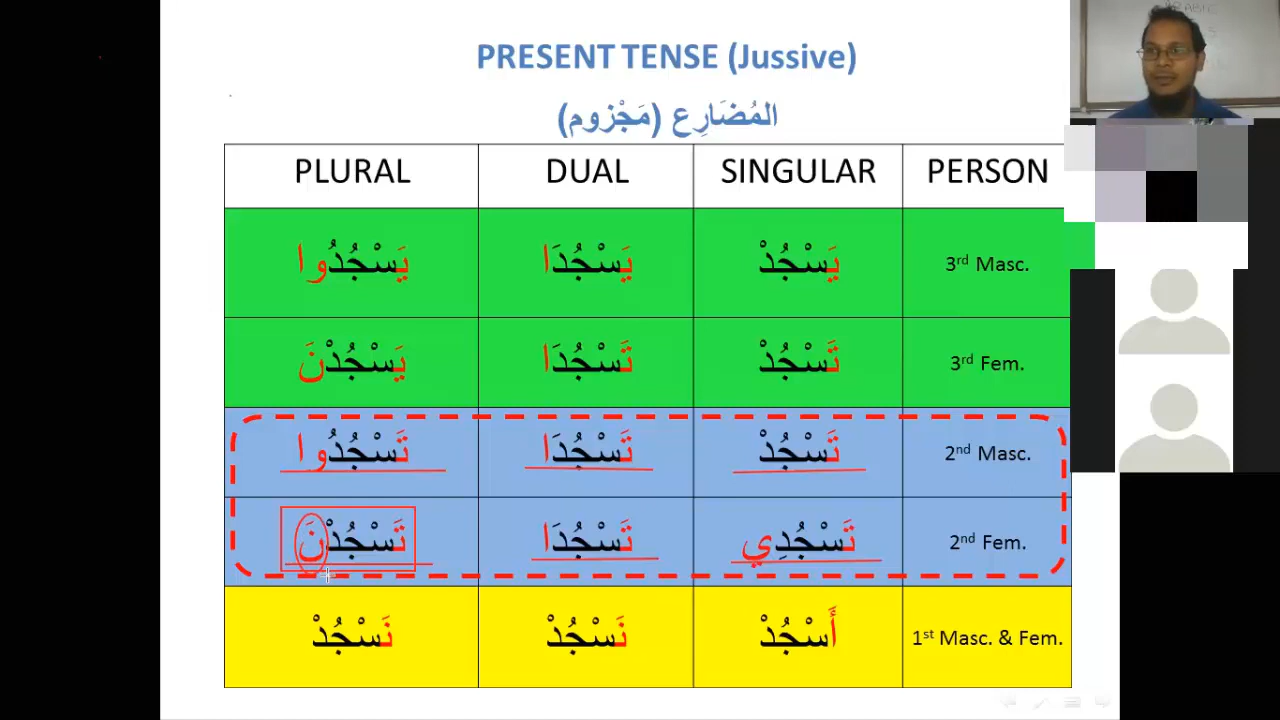 PRESENT TENSE (Jussive)
المُضَارِع (مَجْزوم)
PLURAL DUAL SINGULAR PERSON
يَسْجُدُوا يَسْجُدَا يَسْجُدْ 3rd Masc.
يَسْجُدْنَ تَسْجُدَا تَسْجُدْ 3rd Fem.
تَسْجُدُوا تَسْجُدَا تَسْجُدْ 2nd Masc.
تَسْجُدْنَ تَسْجُدَا تَسْجُدِي 2nd Fem.
نَسْجُدْ نَسْجُدْ أَسْجُدْ 1st Masc. & Fem.